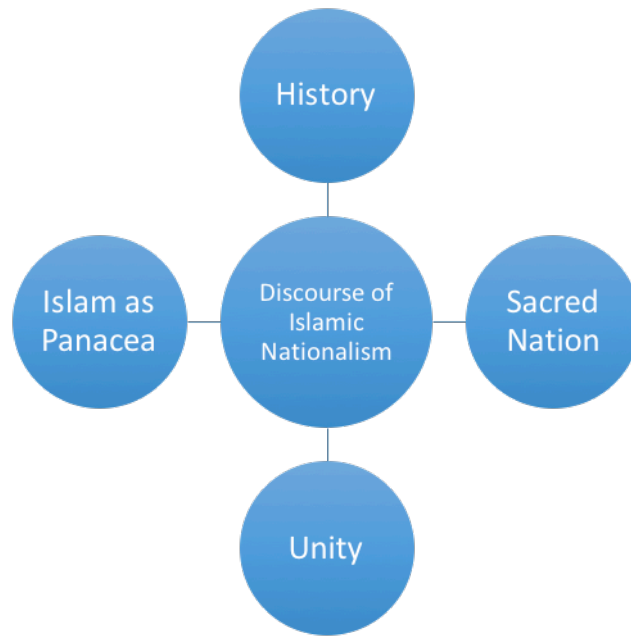 History
Islam as
Panacea
Discourse of
Islamic
Nationalism
Sacred
Nation
Unity